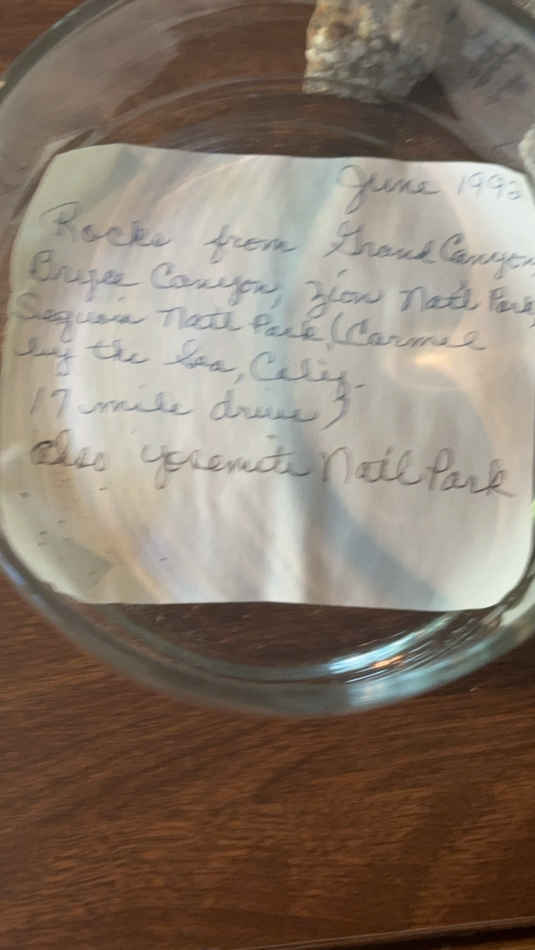 June 1992
Rocks from Grand Canyon,
Bryce Canyon, Zion Nat'l Park,
Sequoia Nat'l Park, (Carmel
by the Sea, Calif.
17 mile drive)
also Yosemite Nat'l Park